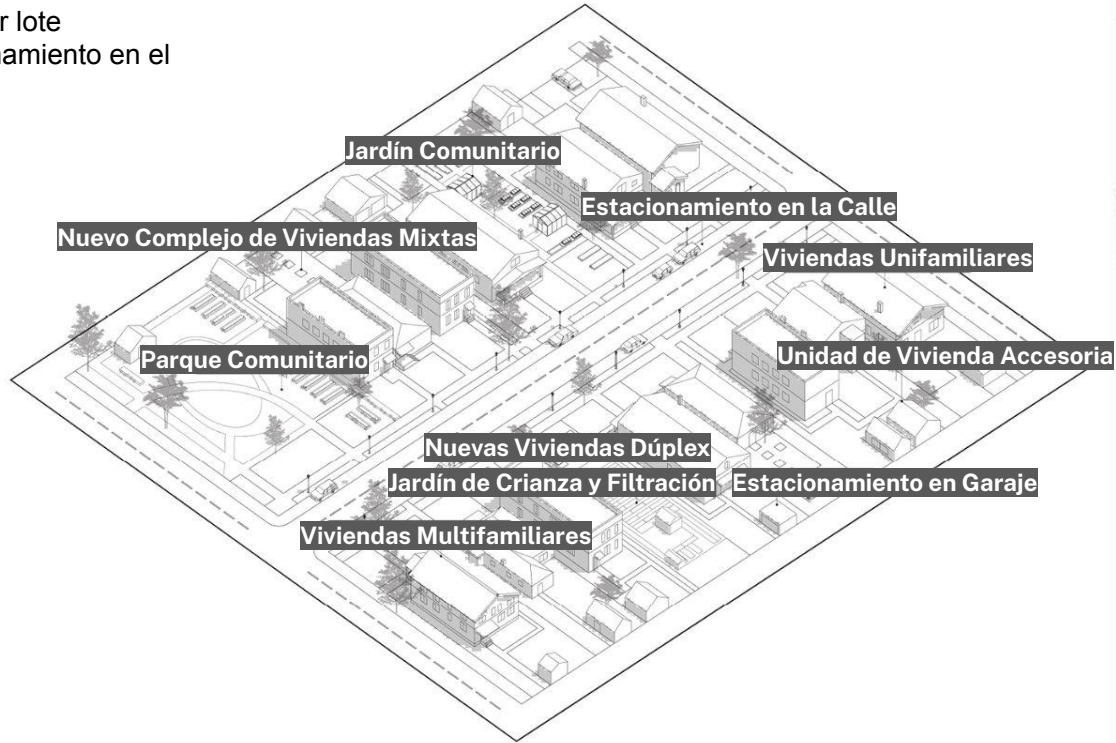 r lote
namiento en el
Jardín Comunitario
Estacionamiento en la Calle
Nuevo Complejo de Viviendas Mixtas
Viviendas Unifamiliares
Parque Comunitario
Unidad de Vivienda Accesoria
Nuevas Viviendas Dúplex
Jardín de Crianza y Filtración
Estacionamiento en Garaje
Viviendas Multifamiliares